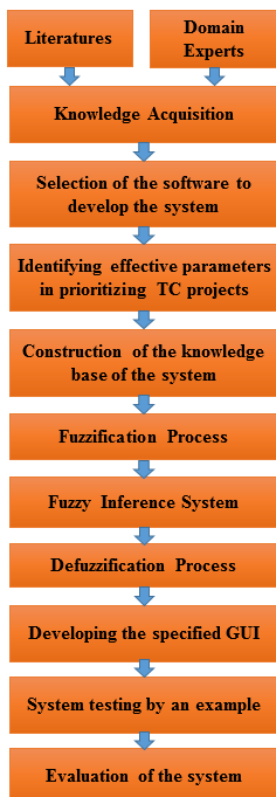 Literatures
Domain
Experts
Knowledge Acquisition
Selection of the software to
develop the system
Identifying effective parameters
in prioritizing TC projects
Construction of the knowledge
base of the system
Fuzzification Process
Fuzzy Inference System
Defuzzification Process
Developing the specified GUI
System testing by an example
Evaluation of the system